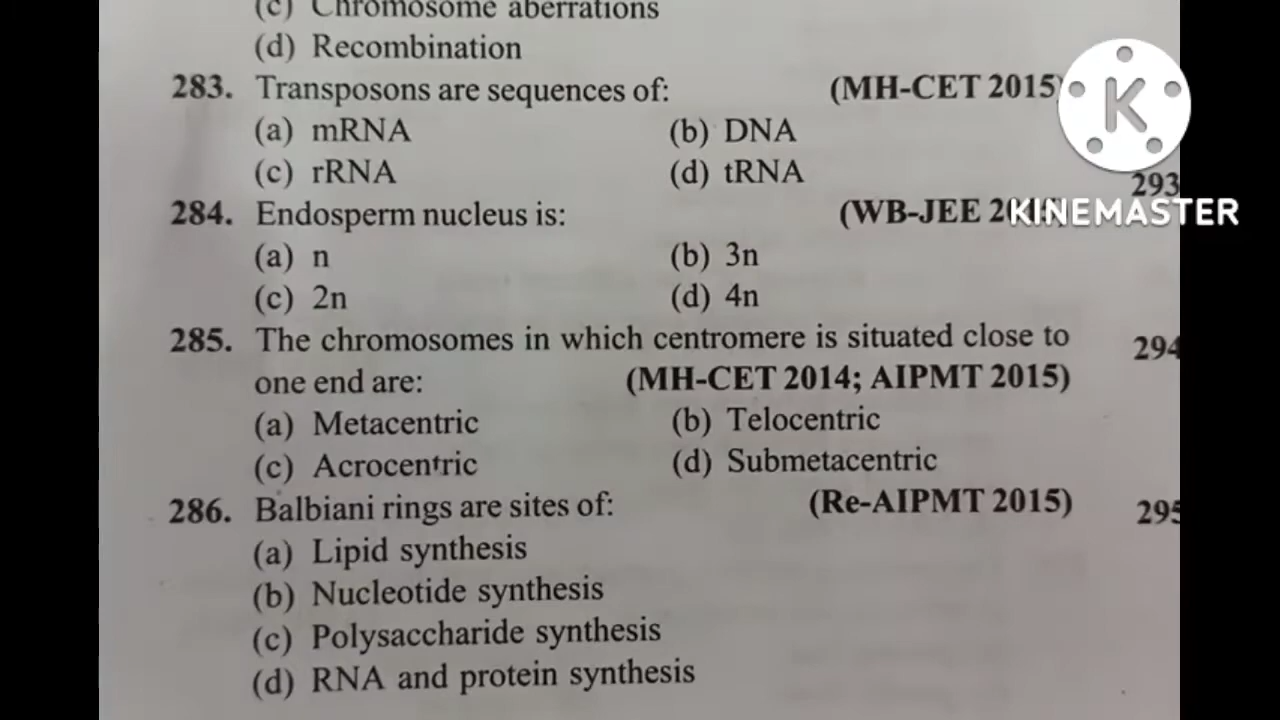 (c) Chromosome aberrations
(d) Recombination
283. Transposons are sequences of: (MH-CET 2015)
(a) mRNA (b) DNA
(c) rRNA (d) tRNA
293
284. Endosperm nucleus is: (WB-JEE
KINEMASTER
(a) n (b) 3n
(c) 2n (d) 4n
285. The chromosomes in which centromere is situated close to
294
one end are: (MH-CET 2014; AIPMT 2015)
(a) Metacentric (b) Telocentric
(c) Acrocentric (d) Submetacentric
286. Balbiani rings are sites of: (Re-AIPMT 2015)
295
(a) Lipid synthesis
(b) Nucleotide synthesis
(c) Polysaccharide synthesis
(d) RNA and protein synthesis